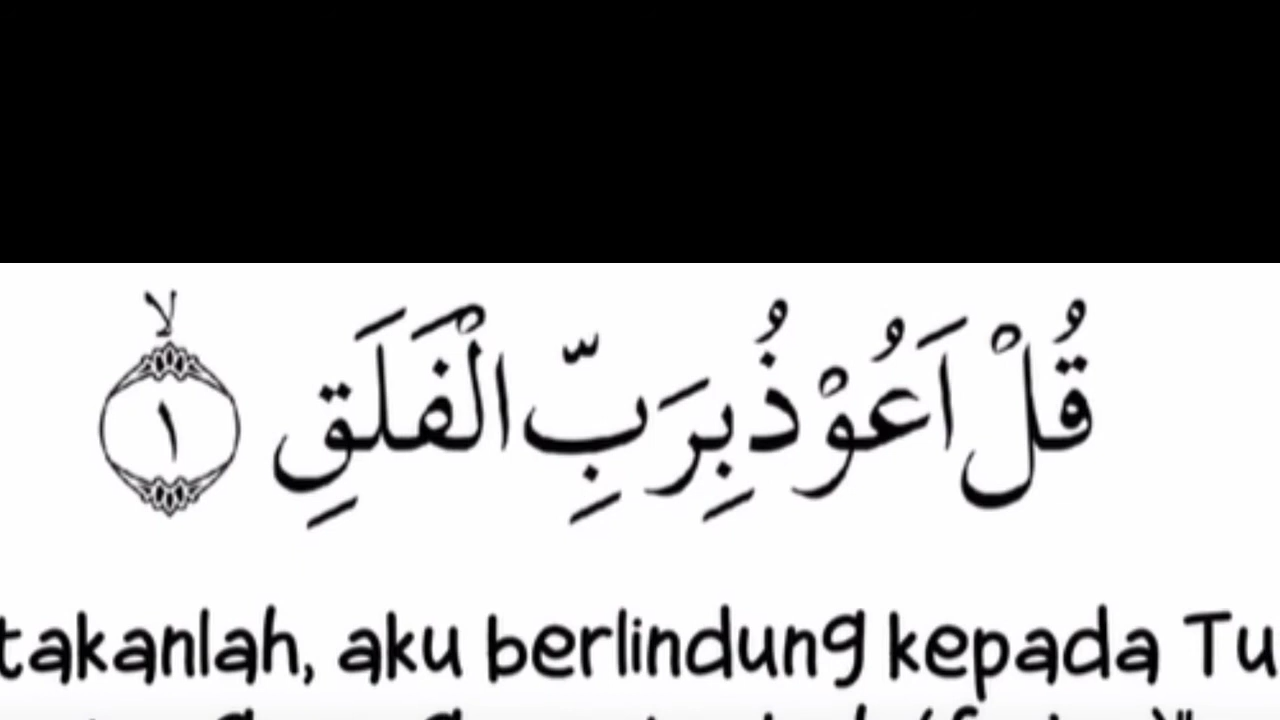 قُلْ اَعُوْذُ بِرَبِّ الْفَلَقِ ۙ ١
takanlah, aku berlindung kepada Tu